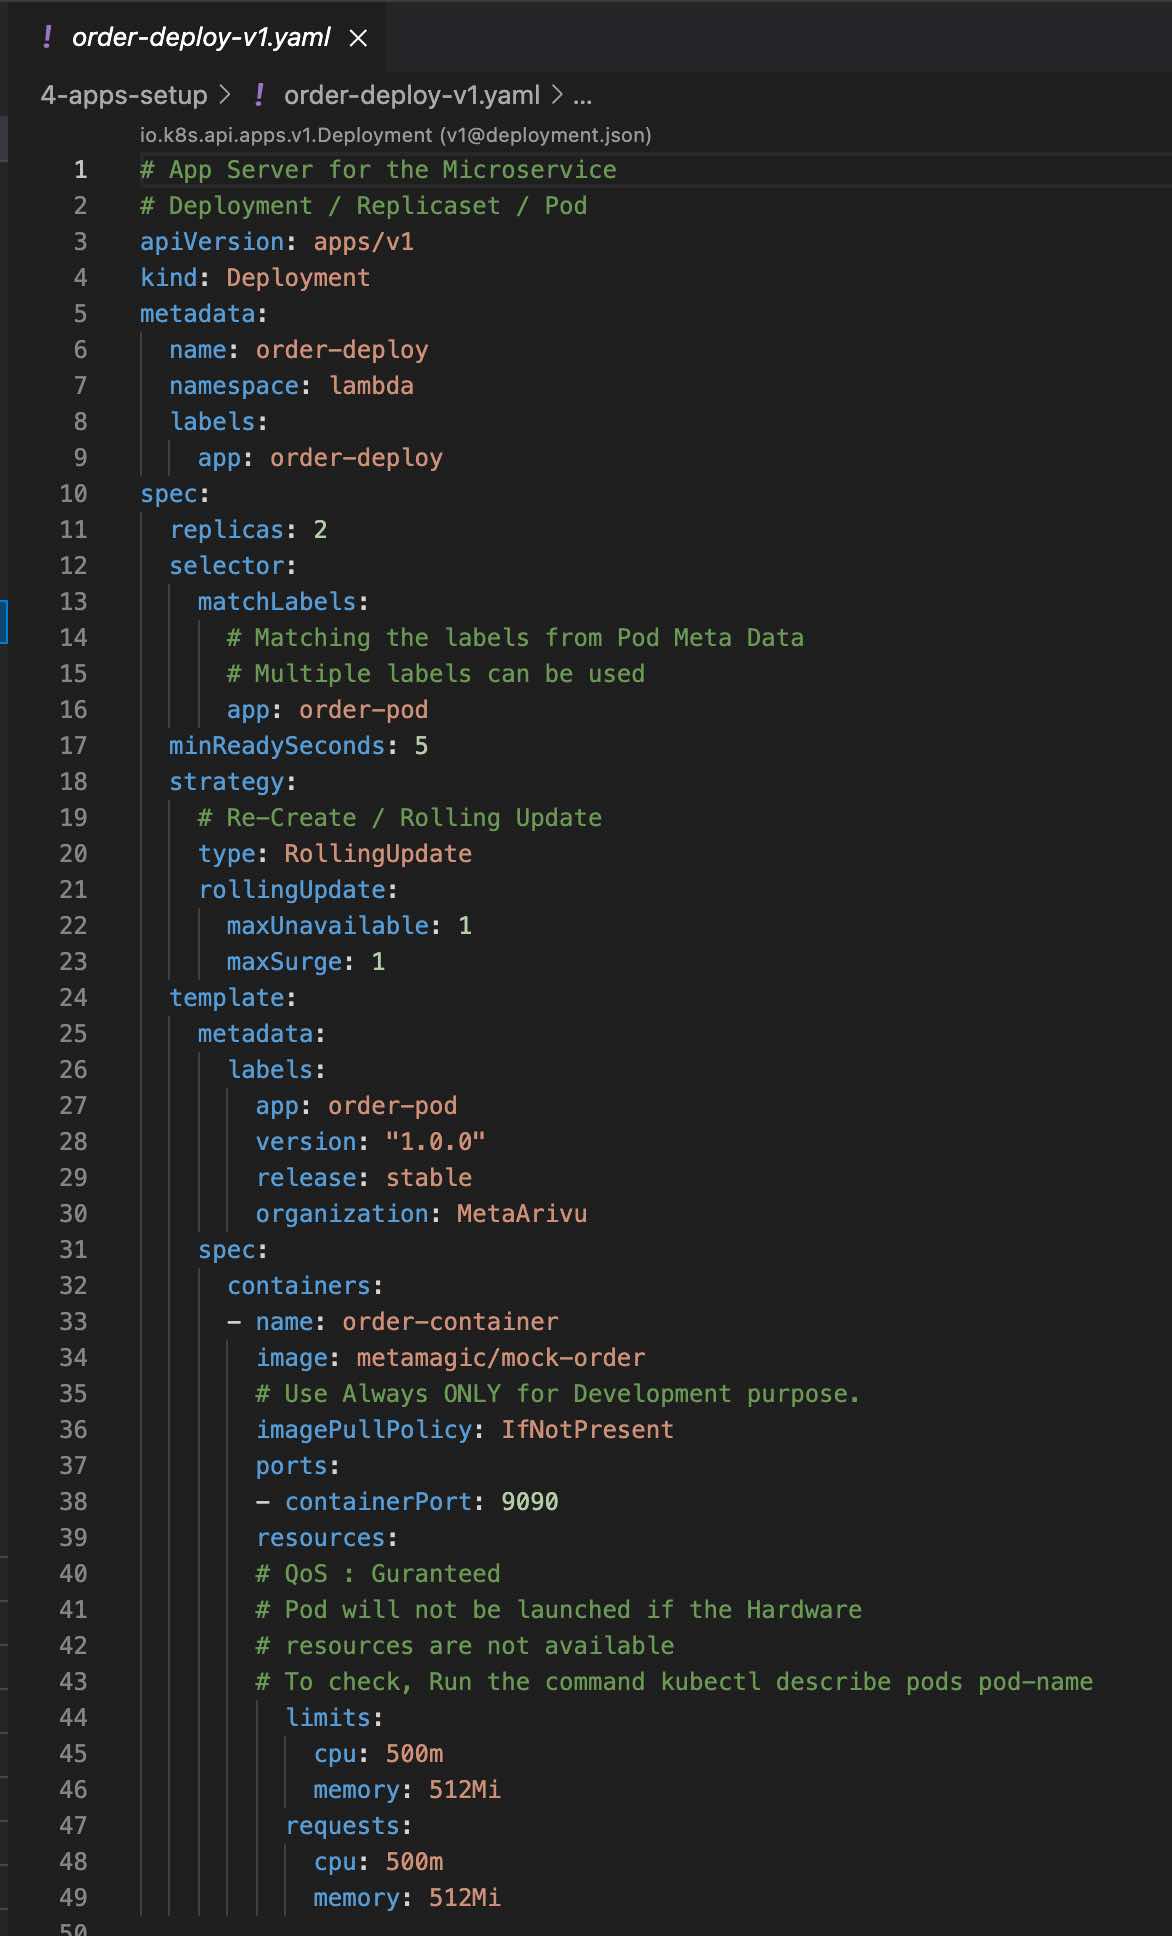 ! order-deploy-v1.yaml ×
4-apps-setup > ! order-deploy-v1.yaml > ...
io.k8s.api.apps.v1.Deployment (v1@deployment.json)
1 # App Server for the Microservice
2 # Deployment / Replicaset / Pod
3 apiVersion: apps/v1
4 kind: Deployment
5 metadata:
6   name: order-deploy
7   namespace: lambda
8   labels:
9     app: order-deploy
10 spec:
11   replicas: 2
12   selector:
13     matchLabels:
14       # Matching the labels from Pod Meta Data
15       # Multiple labels can be used
16       app: order-pod
17   minReadySeconds: 5
18   strategy:
19     # Re-Create / Rolling Update
20     type: RollingUpdate
21     rollingUpdate:
22       maxUnavailable: 1
23       maxSurge: 1
24   template:
25     metadata:
26       labels:
27         app: order-pod
28         version: "1.0.0"
29         release: stable
30         organization: MetaArivu
31     spec:
32       containers:
33       - name: order-container
34         image: metamagic/mock-order
35         # Use Always ONLY for Development purpose.
36         imagePullPolicy: IfNotPresent
37         ports:
38         - containerPort: 9090
39         resources:
40         # QoS : Guranteed
41         # Pod will not be launched if the Hardware
42         # resources are not available
43         # To check, Run the command kubectl describe pods pod-name
44           limits:
45             cpu: 500m
46             memory: 512Mi
47           requests:
48             cpu: 500m
49             memory: 512Mi
50